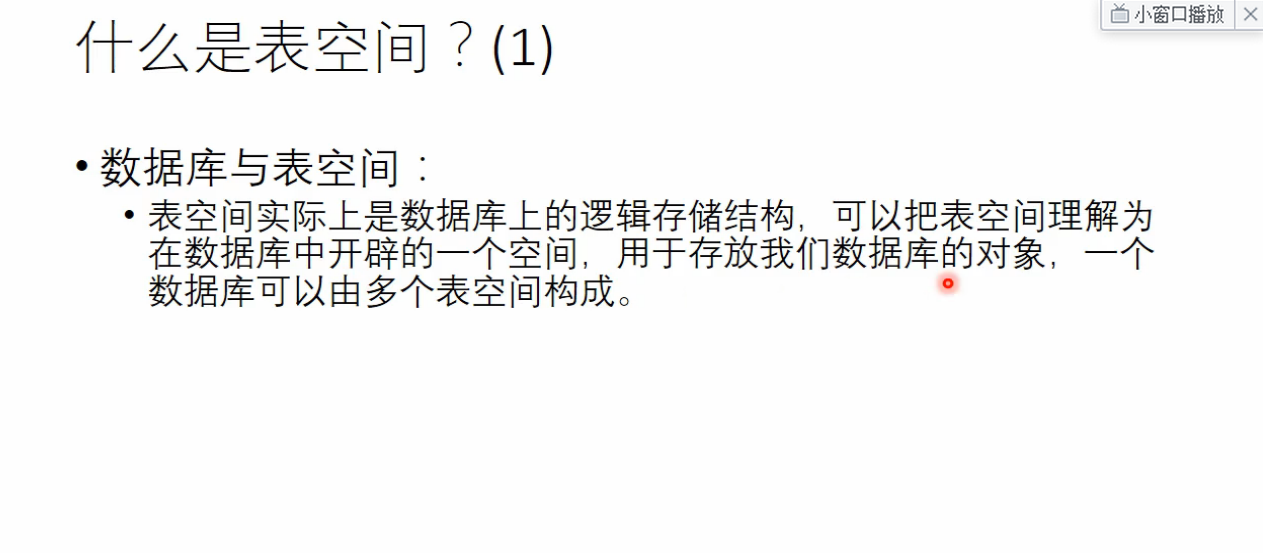 小窗口播放
什么是表空间？(1)
• 数据库与表空间：
• 表空间实际上是数据库上的逻辑存储结构，可以把表空间理解为
在数据库中开辟的一个空间，用于存放我们数据库的对象，一个
数据库可以由多个表空间构成。